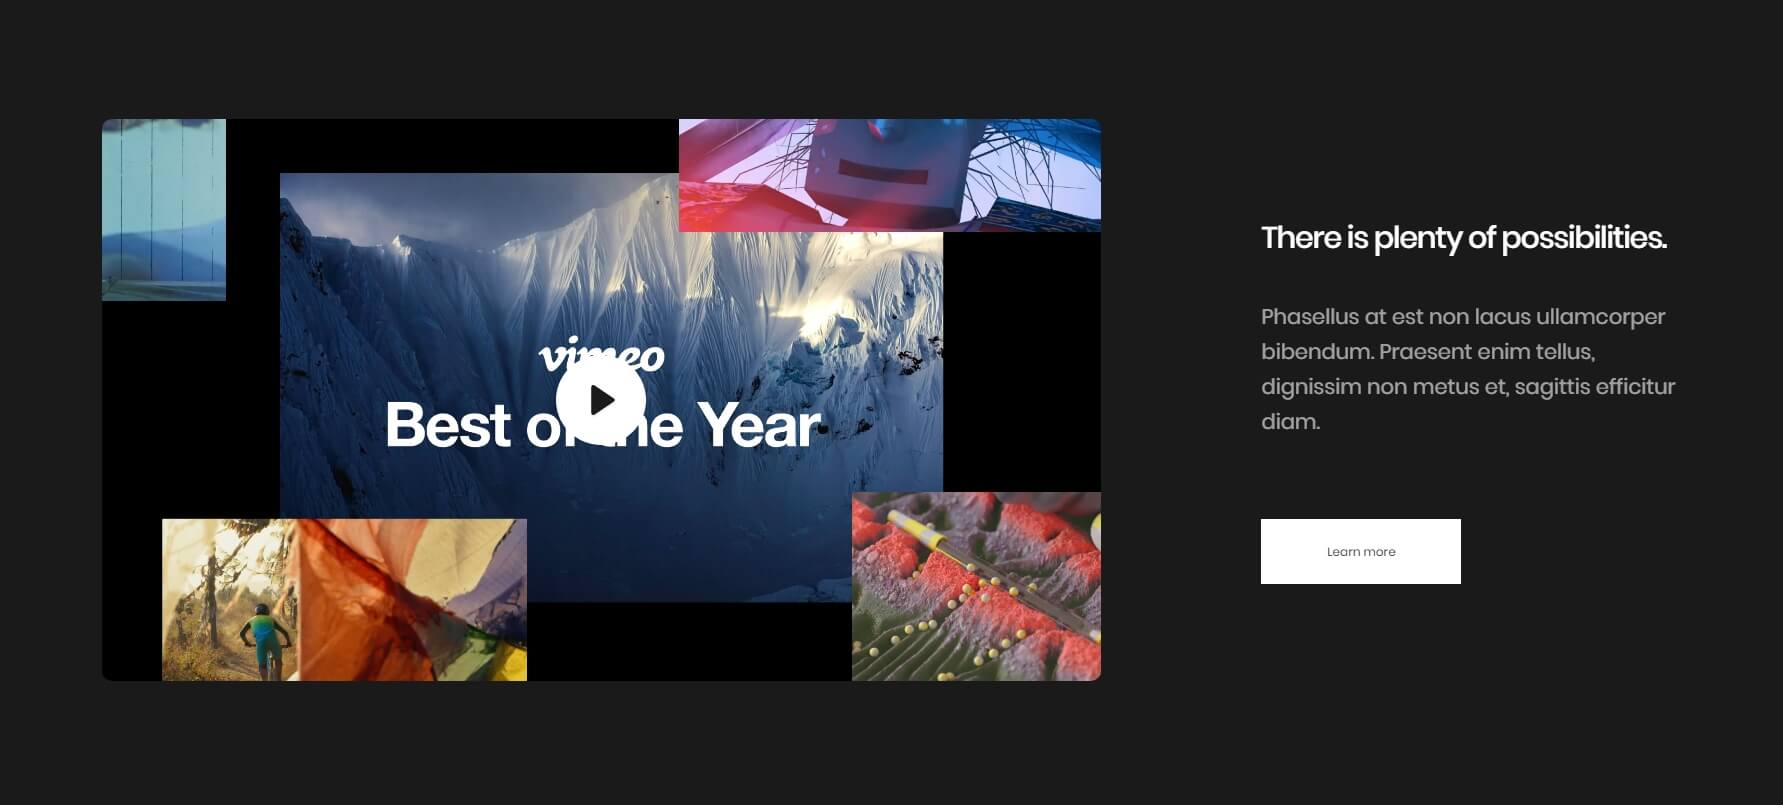 vimeo
Best of the Year
There is plenty of possibilities.
Phasellus at est non lacus ullamcorper
bibendum. Praesent enim tellus,
dignissim non metus et, sagittis efficitur
diam.
Learn more